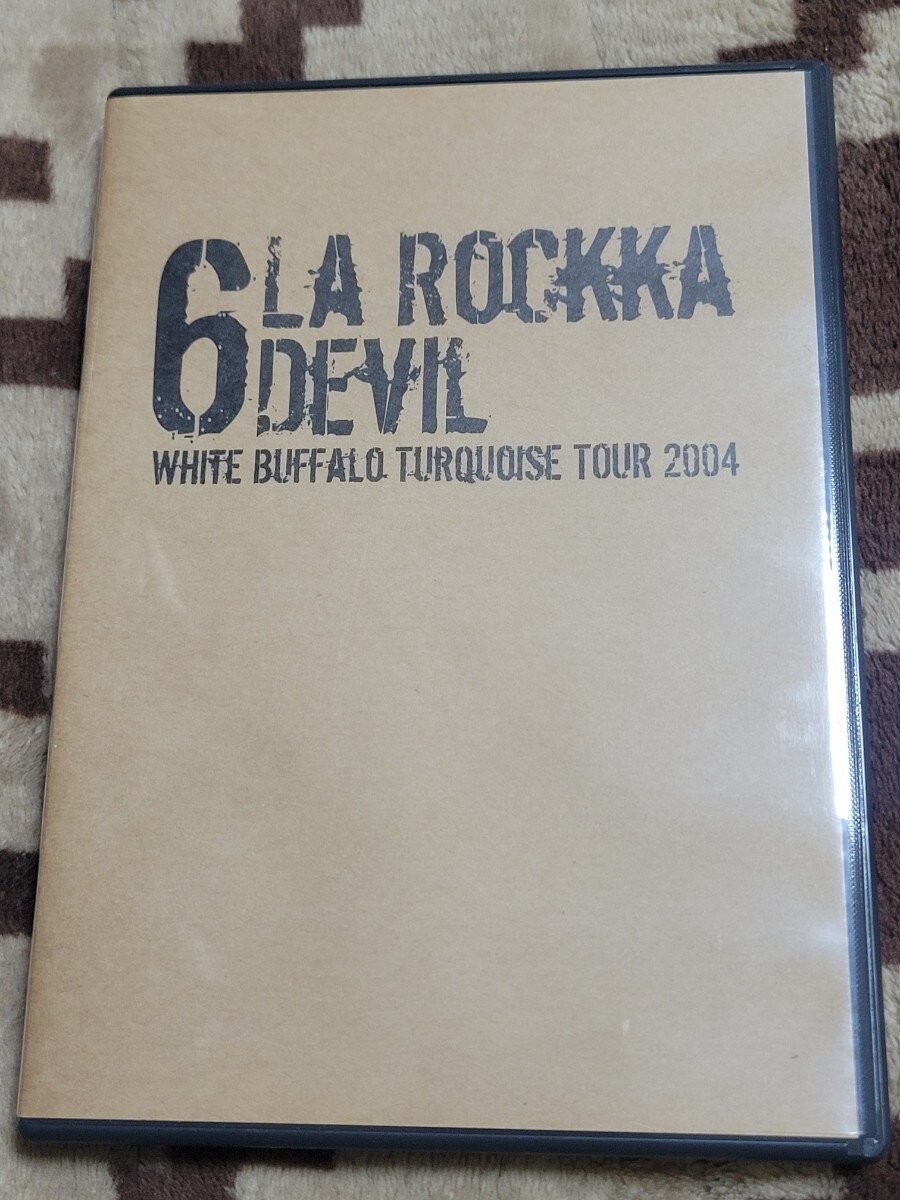 6 LA ROCKKA
DEVIL
WHITE BUFFALO TURQUOISE TOUR 2004